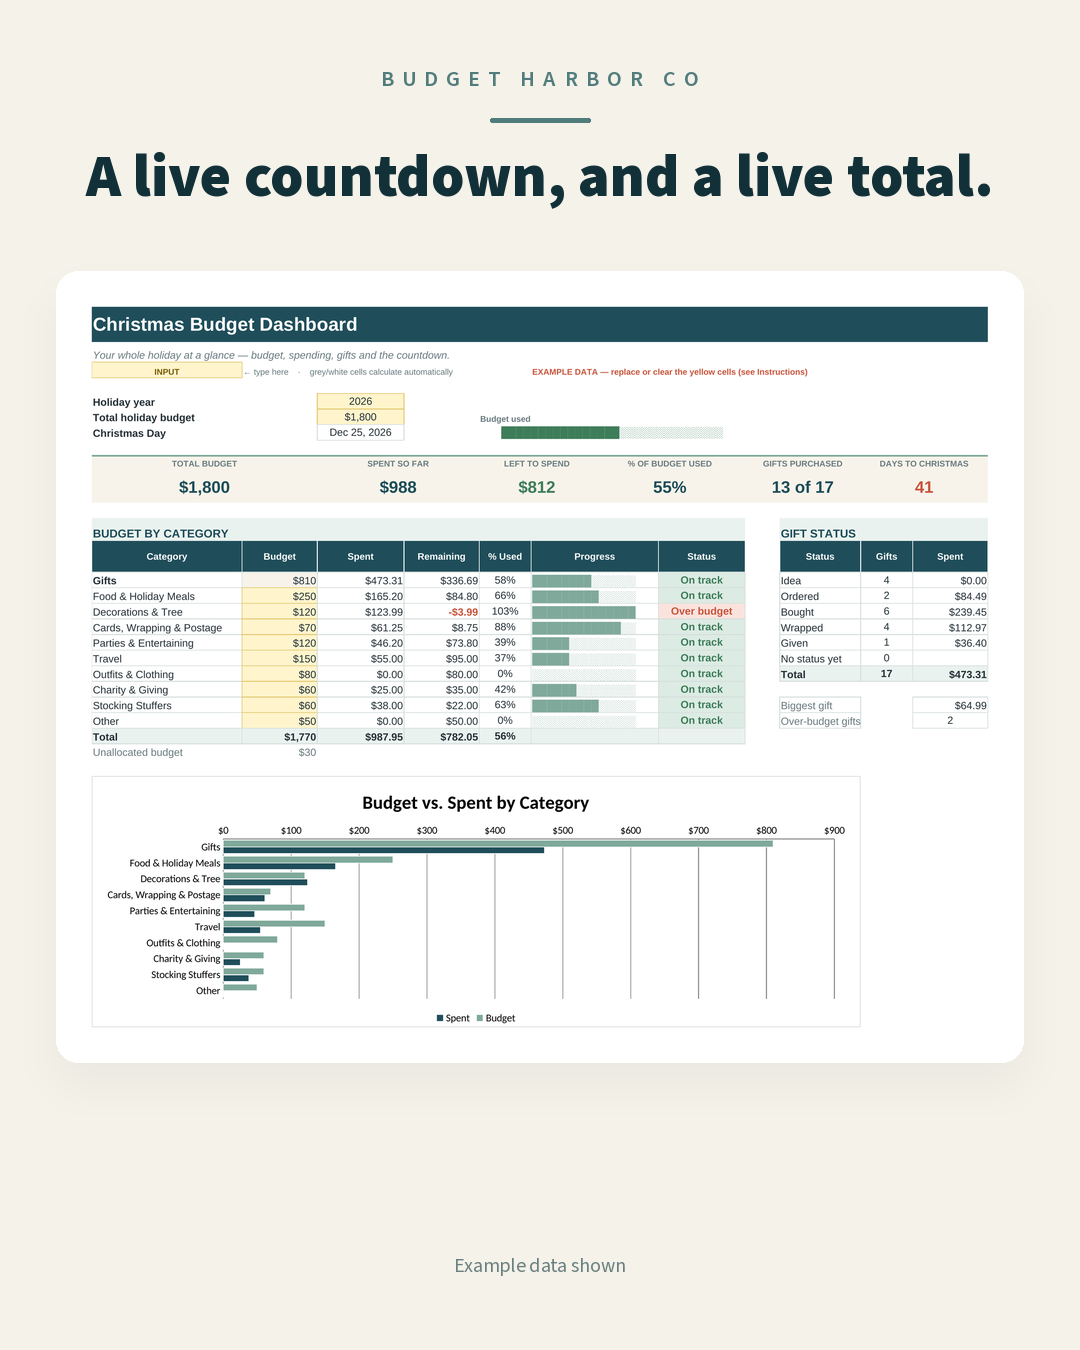 BUDGET HARBOR CO
A live countdown, and a live total.
Christmas Budget Dashboard
Your whole holiday at a glance — budget, spending, gifts and the countdown.
INPUT ← type here · grey/white cells calculate automatically EXAMPLE DATA — replace or clear the yellow cells (see Instructions)
Holiday year 2026
Total holiday budget $1,800 Budget used
Christmas Day Dec 25, 2026
TOTAL BUDGET SPENT SO FAR LEFT TO SPEND % OF BUDGET USED GIFTS PURCHASED DAYS TO CHRISTMAS
$1,800 $988 $812 55% 13 of 17 41
BUDGET BY CATEGORY
Category Budget Spent Remaining % Used Progress Status
Gifts $810 $473.31 $336.69 58% On track
Food & Holiday Meals $250 $165.20 $84.80 66% On track
Decorations & Tree $120 $123.99 -$3.99 103% Over budget
Cards, Wrapping & Postage $70 $61.25 $8.75 88% On track
Parties & Entertaining $120 $46.20 $73.80 39% On track
Travel $150 $55.00 $95.00 37% On track
Outfits & Clothing $80 $0.00 $80.00 0% On track
Charity & Giving $60 $25.00 $35.00 42% On track
Stocking Stuffers $60 $38.00 $22.00 63% On track
Other $50 $0.00 $50.00 0% On track
Total $1,770 $987.95 $782.05 56%
Unallocated budget $30
GIFT STATUS
Status Gifts Spent
Idea 4 $0.00
Ordered 2 $84.49
Bought 6 $239.45
Wrapped 4 $112.97
Given 1 $36.40
No status yet 0
Total 17 $473.31
Biggest gift $64.99
Over-budget gifts 2
Budget vs. Spent by Category
$0 $100 $200 $300 $400 $500 $600 $700 $800 $900
Gifts
Food & Holiday Meals
Decorations & Tree
Cards, Wrapping & Postage
Parties & Entertaining
Travel
Outfits & Clothing
Charity & Giving
Stocking Stuffers
Other
Spent Budget
Example data shown